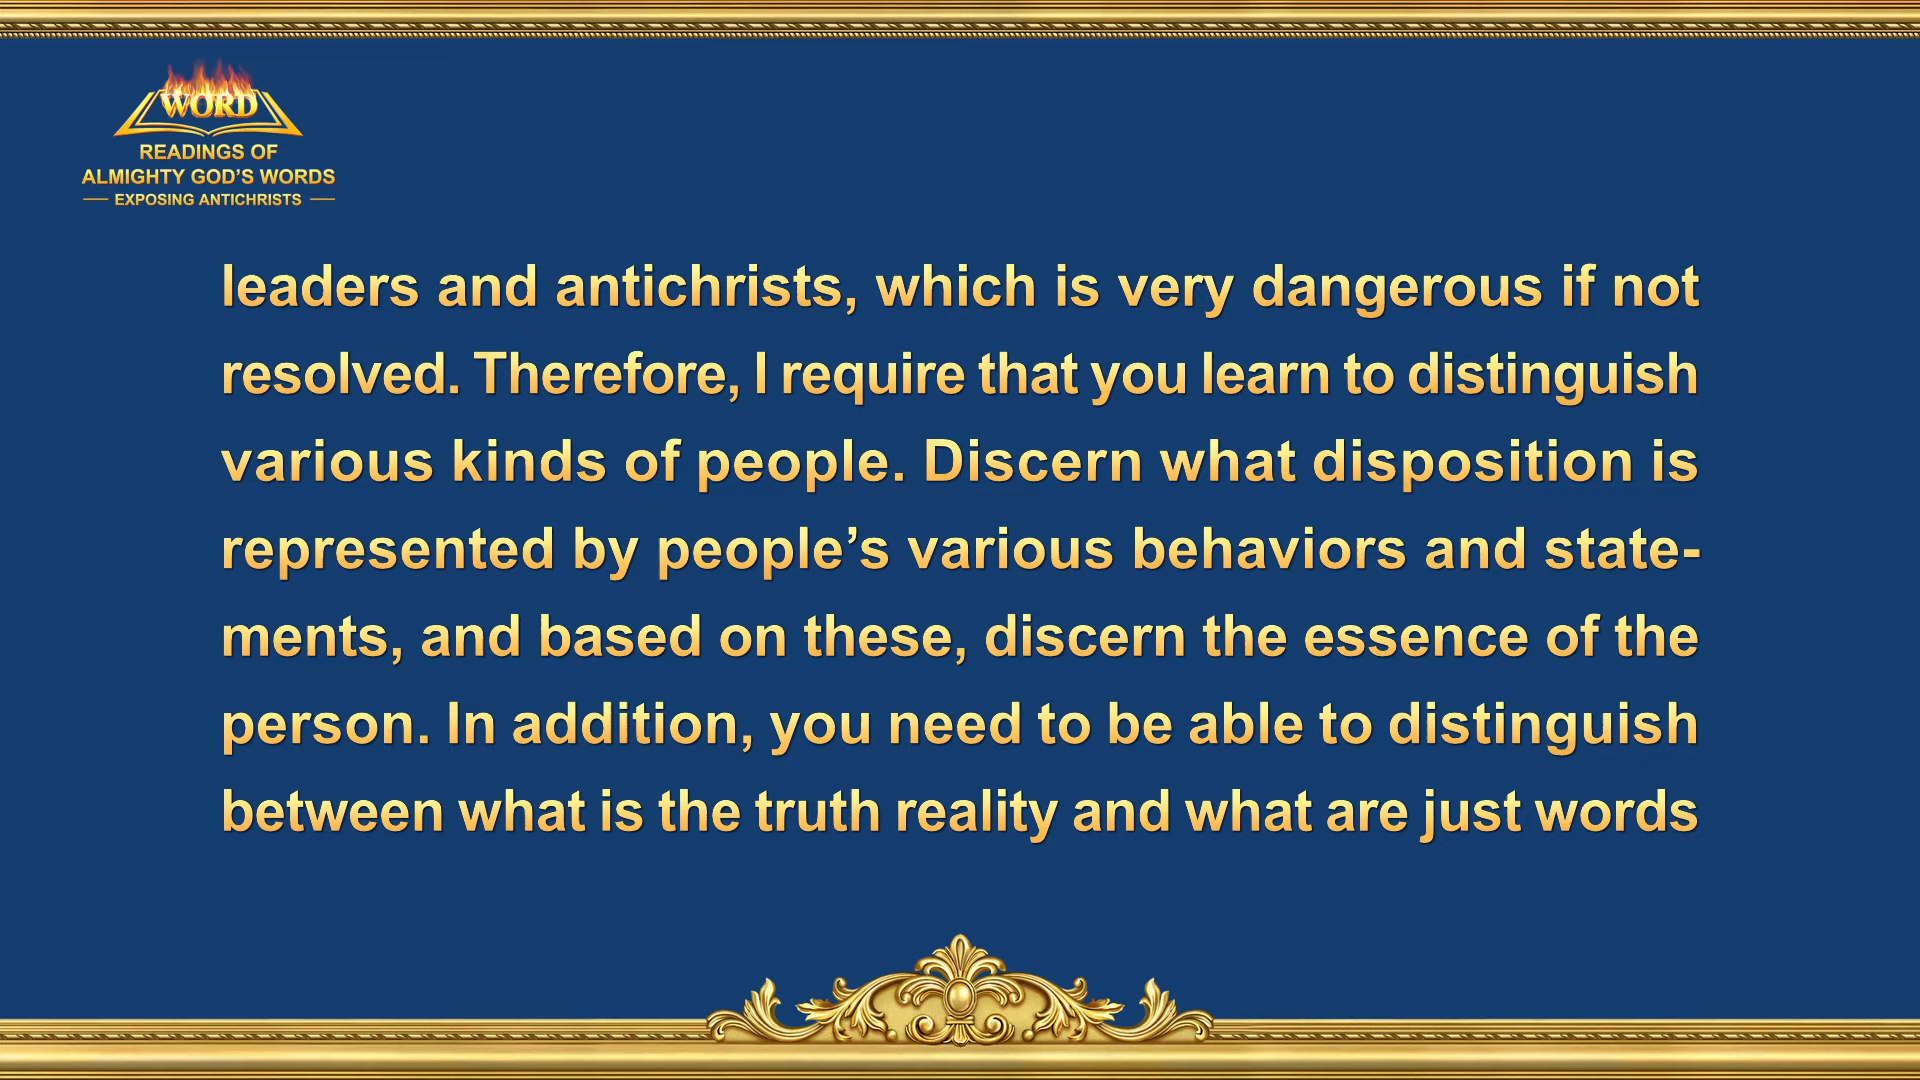 WORD
READINGS OF
ALMIGHTY GOD’S WORDS
EXPOSING ANTICHRISTS
leaders and antichrists, which is very dangerous if not
resolved. Therefore, I require that you learn to distinguish
various kinds of people. Discern what disposition is
represented by people’s various behaviors and state-
ments, and based on these, discern the essence of the
person. In addition, you need to be able to distinguish
between what is the truth reality and what are just words